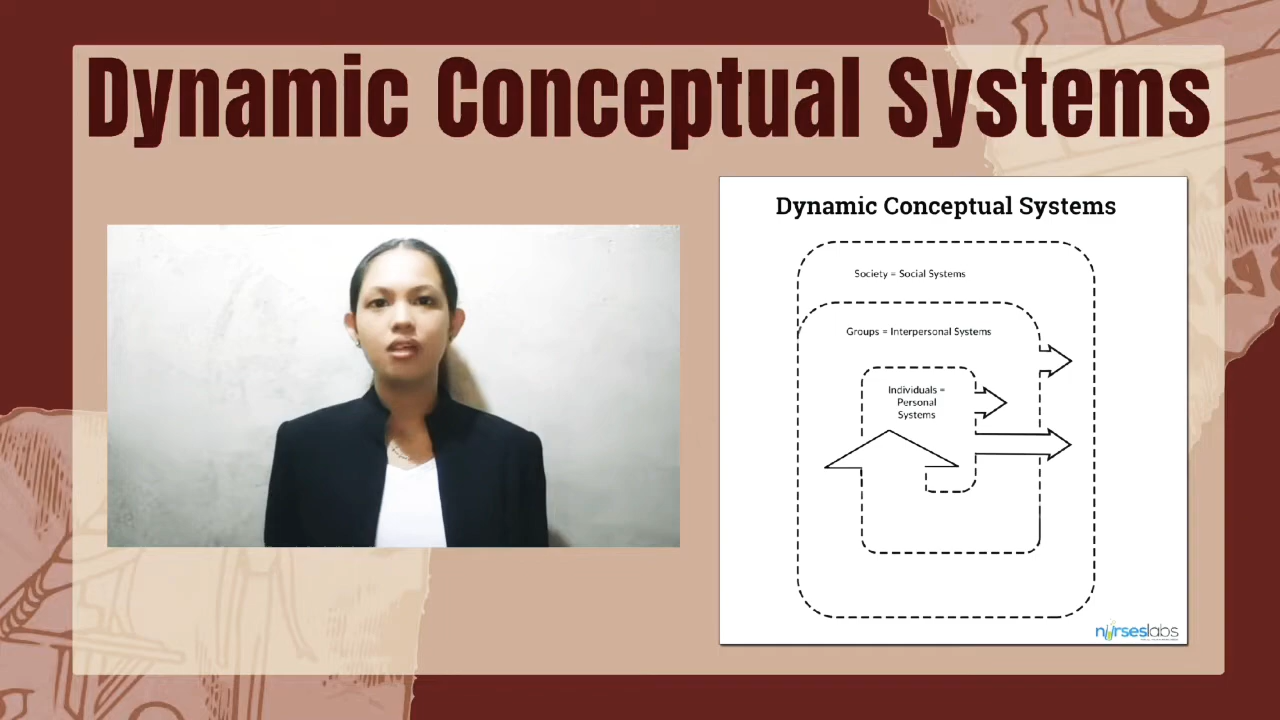 Dynamic Conceptual Systems
Dynamic Conceptual Systems
Society = Social Systems
Groups = Interpersonal Systems
Individuals =
Personal
Systems
nurseslabs